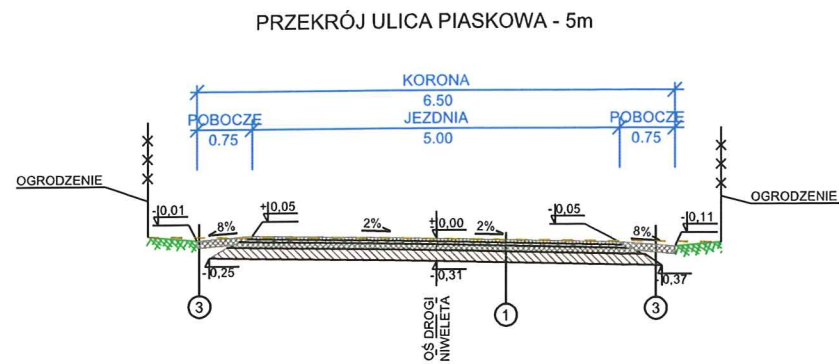 PRZEKRÓJ ULICA PIASKOWA - 5m
KORONA
6.50
POBOCZE JEZDNIA POBOCZE
0.75 5.00 0.75
OGRODZENIE
OGRODZENIE
-0,01
+0,05
±0,00
-0,05
-0,11
8%
2%
2%
8%
-0,25
-0,31
-0,37
3
1
3
OŚ DROGI
NIWELETA